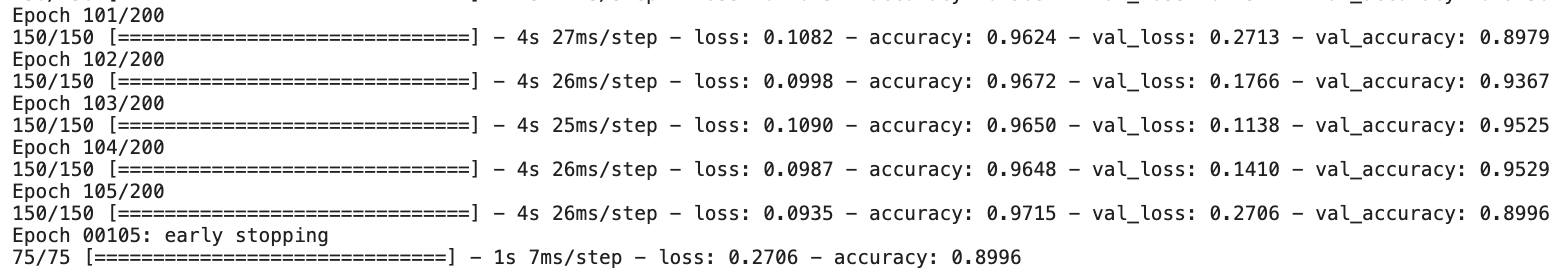 Epoch 101/200
150/150 [==============================] - 4s 27ms/step - loss: 0.1082 - accuracy: 0.9624 - val_loss: 0.2713 - val_accuracy: 0.8979
Epoch 102/200
150/150 [==============================] - 4s 26ms/step - loss: 0.0998 - accuracy: 0.9672 - val_loss: 0.1766 - val_accuracy: 0.9367
Epoch 103/200
150/150 [==============================] - 4s 25ms/step - loss: 0.1090 - accuracy: 0.9650 - val_loss: 0.1138 - val_accuracy: 0.9525
Epoch 104/200
150/150 [==============================] - 4s 26ms/step - loss: 0.0987 - accuracy: 0.9648 - val_loss: 0.1410 - val_accuracy: 0.9529
Epoch 105/200
150/150 [==============================] - 4s 26ms/step - loss: 0.0935 - accuracy: 0.9715 - val_loss: 0.2706 - val_accuracy: 0.8996
Epoch 00105: early stopping
75/75 [==============================] - 1s 7ms/step - loss: 0.2706 - accuracy: 0.8996